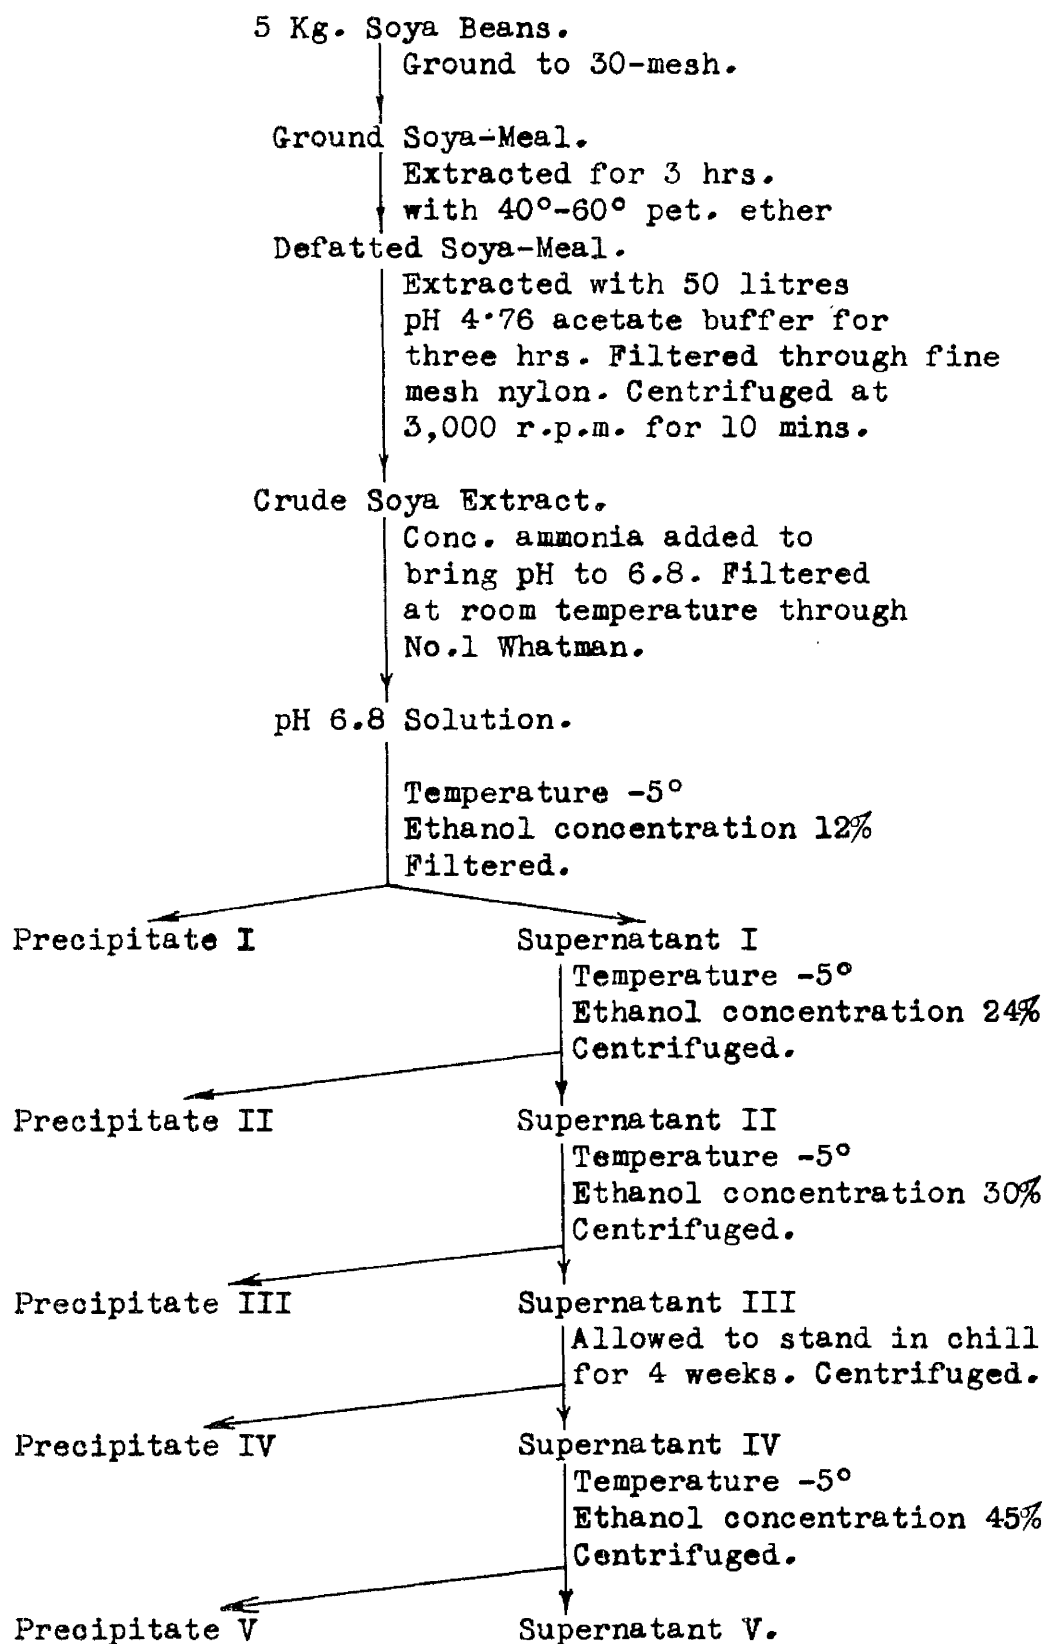 5 Kg. Soya Beans.
Ground to 30-mesh.
Ground Soya-Meal.
Extracted for 3 hrs.
with 40°-60° pet. ether
Defatted Soya-Meal.
Extracted with 50 litres
pH 4·76 acetate buffer for
three hrs. Filtered through fine
mesh nylon. Centrifuged at
3,000 r.p.m. for 10 mins.
Crude Soya Extract.
Conc. ammonia added to
bring pH to 6.8. Filtered
at room temperature through
No.1 Whatman.
pH 6.8 Solution.
Temperature -5°
Ethanol concentration 12%
Filtered.
Precipitate I
Supernatant I
Temperature -5°
Ethanol concentration 24%
Centrifuged.
Precipitate II
Supernatant II
Temperature -5°
Ethanol concentration 30%
Centrifuged.
Precipitate III
Supernatant III
Allowed to stand in chill
for 4 weeks. Centrifuged.
Precipitate IV
Supernatant IV
Temperature -5°
Ethanol concentration 45%
Centrifuged.
Precipitate V
Supernatant V.